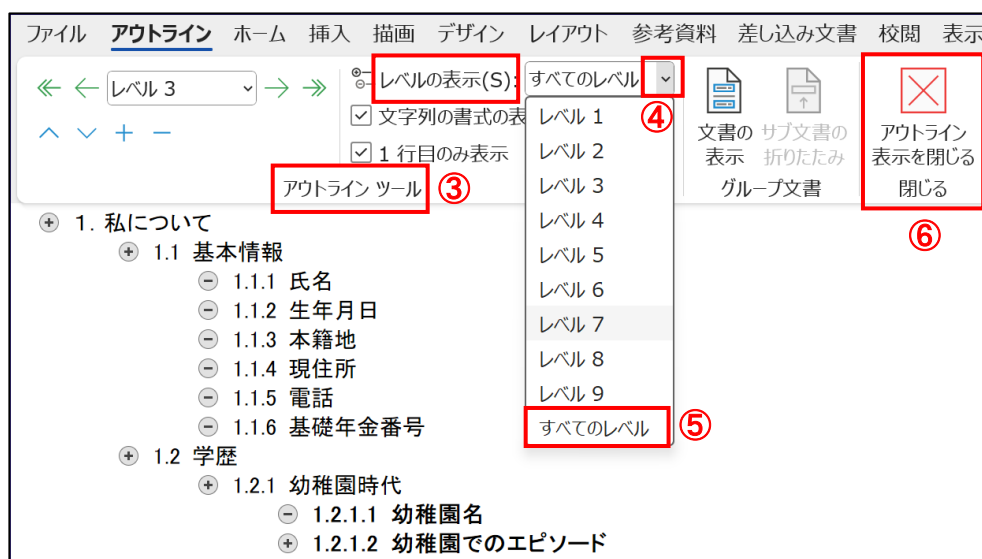 ファイル アウトライン ホーム 挿入 描画 デザイン レイアウト 参考資料 差し込み文書 校閲 表示
レベル 3
レベルの表示(S): すべてのレベル
④
文字列の書式の表
1 行目のみ表示
アウトライン ツール ③
レベル 1
レベル 2
レベル 3
レベル 4
レベル 5
レベル 6
レベル 7
レベル 8
レベル 9
すべてのレベル ⑤
文書の
表示
サブ文書の
折りたたみ
グループ文書
アウトライン
表示を閉じる
閉じる
⑥
1. 私について
1.1 基本情報
1.1.1 氏名
1.1.2 生年月日
1.1.3 本籍地
1.1.4 現住所
1.1.5 電話
1.1.6 基礎年金番号
1.2 学歴
1.2.1 幼稚園時代
1.2.1.1 幼稚園名
1.2.1.2 幼稚園でのエピソード